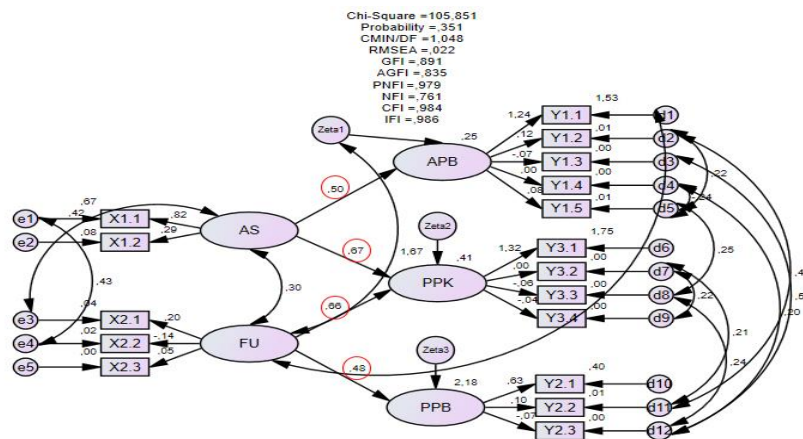 Chi-Square =105,851
Probability =,351
CMIN/DF =1,048
RMSEA =,022
GFI =,891
AGFI =,835
PNFI =,979
NFI =,761
CFI =,984
IFI =,986
1,53
1,24 Y1.1 d1
Zeta1 ,25 ,12 Y1.2 ,01 d2
APB -,07 Y1.3 ,00 d3
,00 Y1.4 ,00 d4 ,22
,50 ,08 Y1.5 ,01 d5 ,24
,67
e1 ,42 X1.1 ,82
e2 ,08 X1.2 ,29 AS
Zeta2 1,75
,67 1,67 ,41 1,32 Y3.1 d6 ,25
,43 PPK ,00 Y3.2 ,00 d7
,30 -,06 Y3.3 ,00 d8 ,22
,66 -,04 Y3.4 ,00 d9 ,20
e3 ,04 X2.1 ,20
e4 ,02 X2.2 -,14 FU ,21
e5 ,00 X2.3 ,05 ,24
,48 Zeta3
2,18 ,63 Y2.1 ,40 d10
PPB ,10 Y2.2 ,01 d11
-,07 Y2.3 ,00 d12